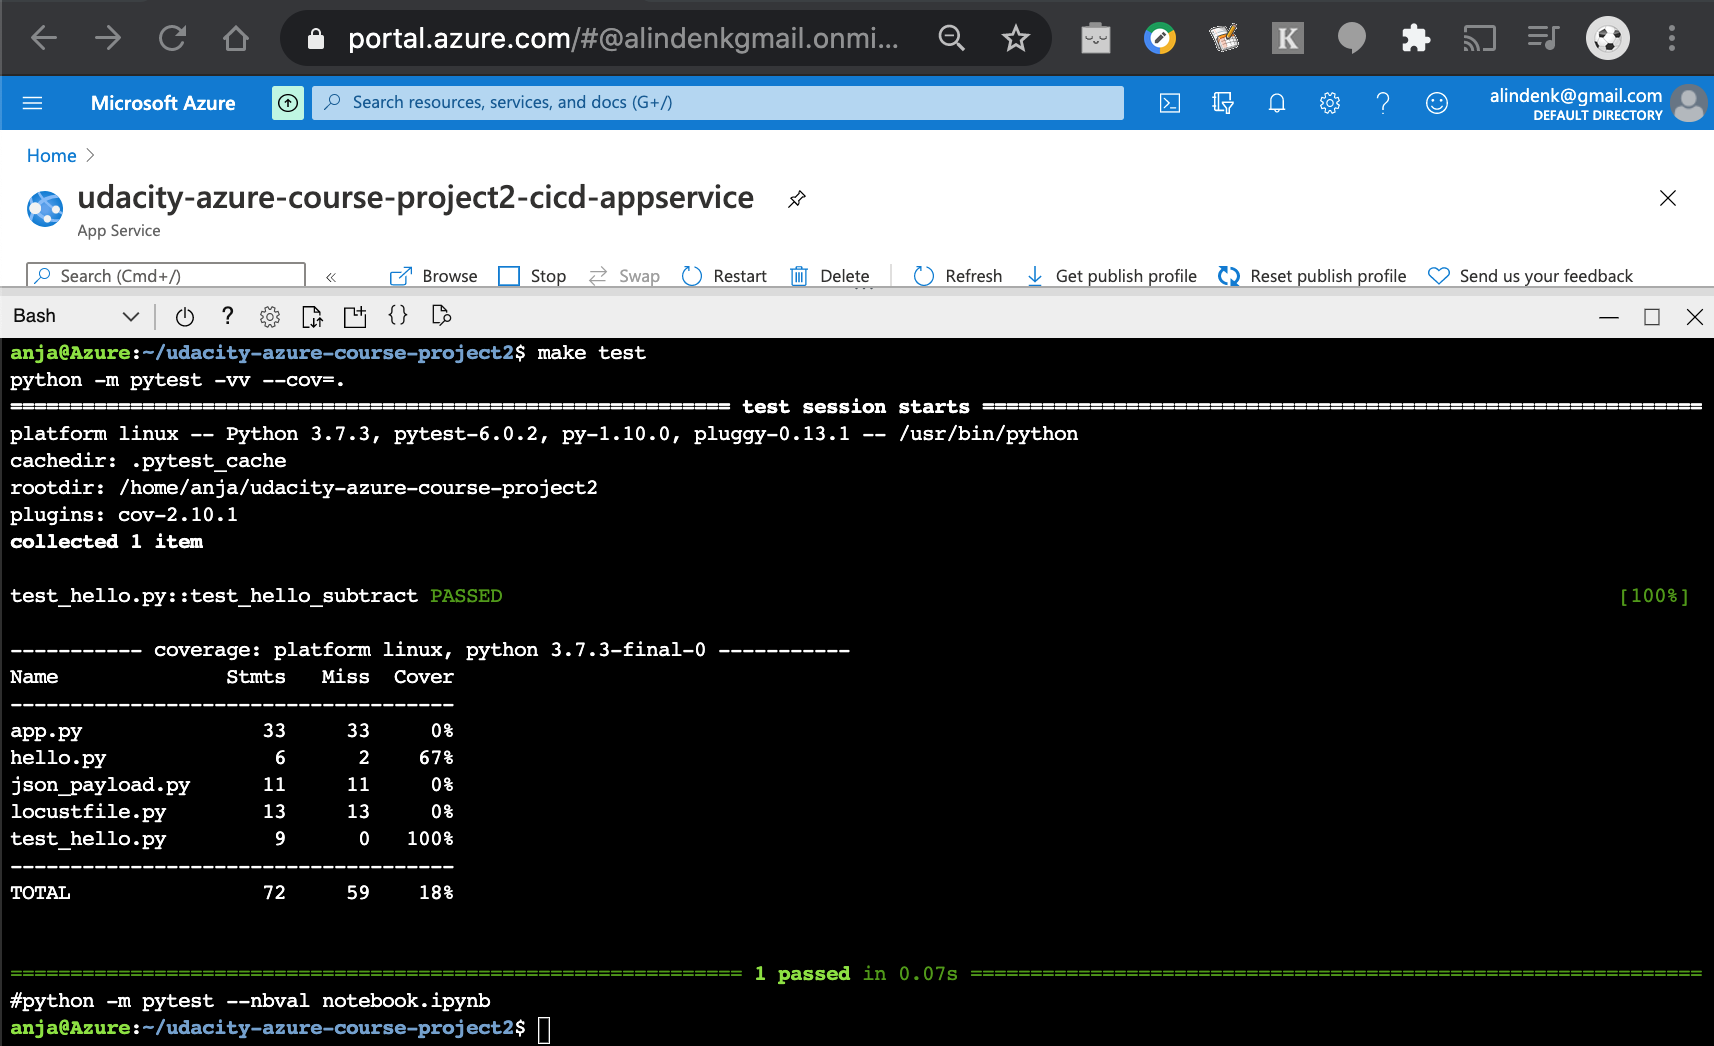 portal.azure.com/#@alindenkgmail.onmi...
K
Microsoft Azure
Search resources, services, and docs (G+/)
alindenk@gmail.com
DEFAULT DIRECTORY
Home
udacity-azure-course-project2-cicd-appservice
App Service
Search (Cmd+/) « Browse Stop Swap Restart Delete Refresh Get publish profile Reset publish profile Send us your feedback
Bash ? {}
anja@Azure:~/udacity-azure-course-project2$ make test
python -m pytest -vv --cov=.
============================================================ test session starts ============================================================
platform linux -- Python 3.7.3, pytest-6.0.2, py-1.10.0, pluggy-0.13.1 -- /usr/bin/python
cachedir: .pytest_cache
rootdir: /home/anja/udacity-azure-course-project2
plugins: cov-2.10.1
collected 1 item
test_hello.py::test_hello_subtract PASSED [100%]
----------- coverage: platform linux, python 3.7.3-final-0 -----------
Name Stmts Miss Cover
-------------------------------------
app.py 33 33 0%
hello.py 6 2 67%
json_payload.py 11 11 0%
locustfile.py 13 13 0%
test_hello.py 9 0 100%
-------------------------------------
TOTAL 72 59 18%
============================================================= 1 passed in 0.07s =============================================================
#python -m pytest --nbval notebook.ipynb
anja@Azure:~/udacity-azure-course-project2$